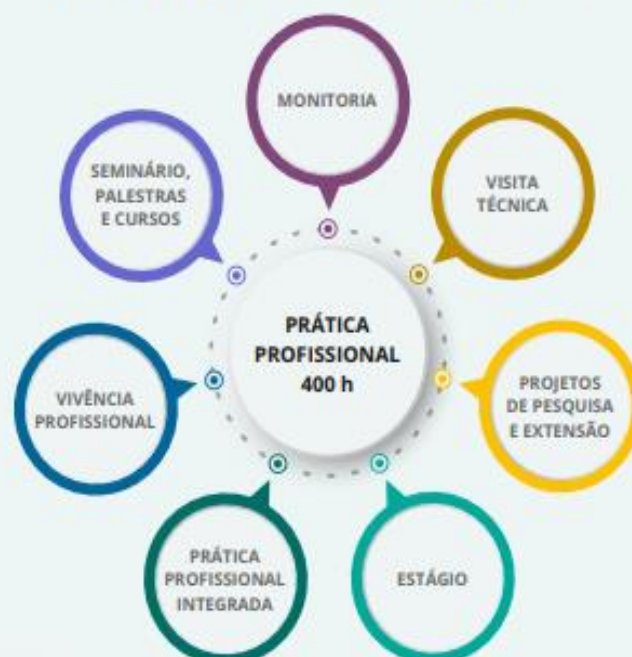 MONITORIA
VISITA
TÉCNICA
PROJETOS
DE PESQUISA
E EXTENSÃO
ESTÁGIO
PRÁTICA
PROFISSIONAL
INTEGRADA
VIVÊNCIA
PROFISSIONAL
SEMINÁRIO,
PALESTRAS
E CURSOS
PRÁTICA
PROFISSIONAL
400 h